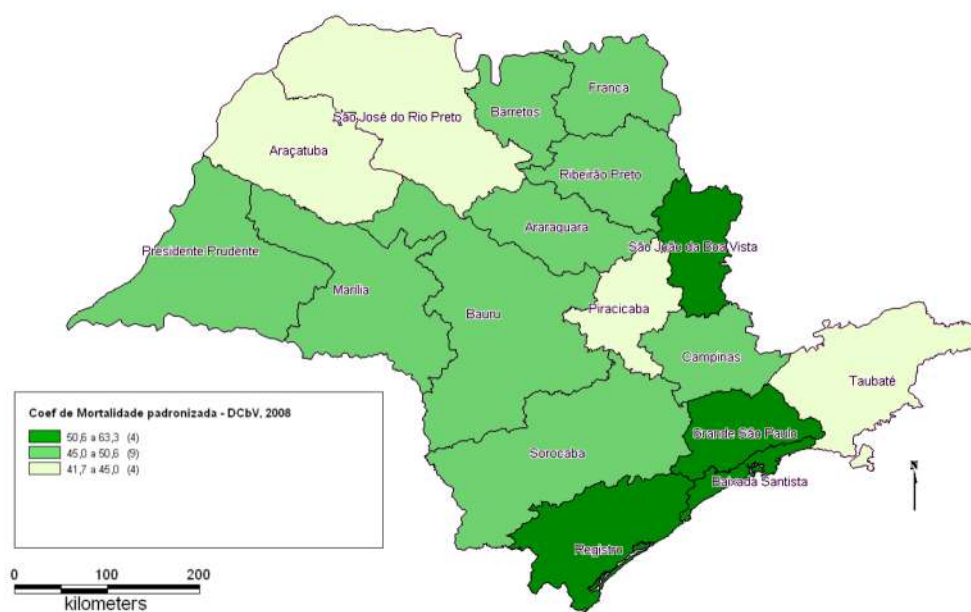 Franca
Barretos
São José do Rio Preto
Araçatuba
Ribeirão Preto
Araraquara
São João da Boa Vista
Presidente Prudente
Marília
Piracicaba
Bauru
Campinas
Taubaté
Grande São Paulo
Sorocaba
Baixada Santista
Registro
Coef de Mortalidade padronizada - DCbV, 2008
50,6 a 63,3 (4)
45,0 a 50,6 (9)
41,7 a 45,0 (4)
N
0 100 200
kilometers